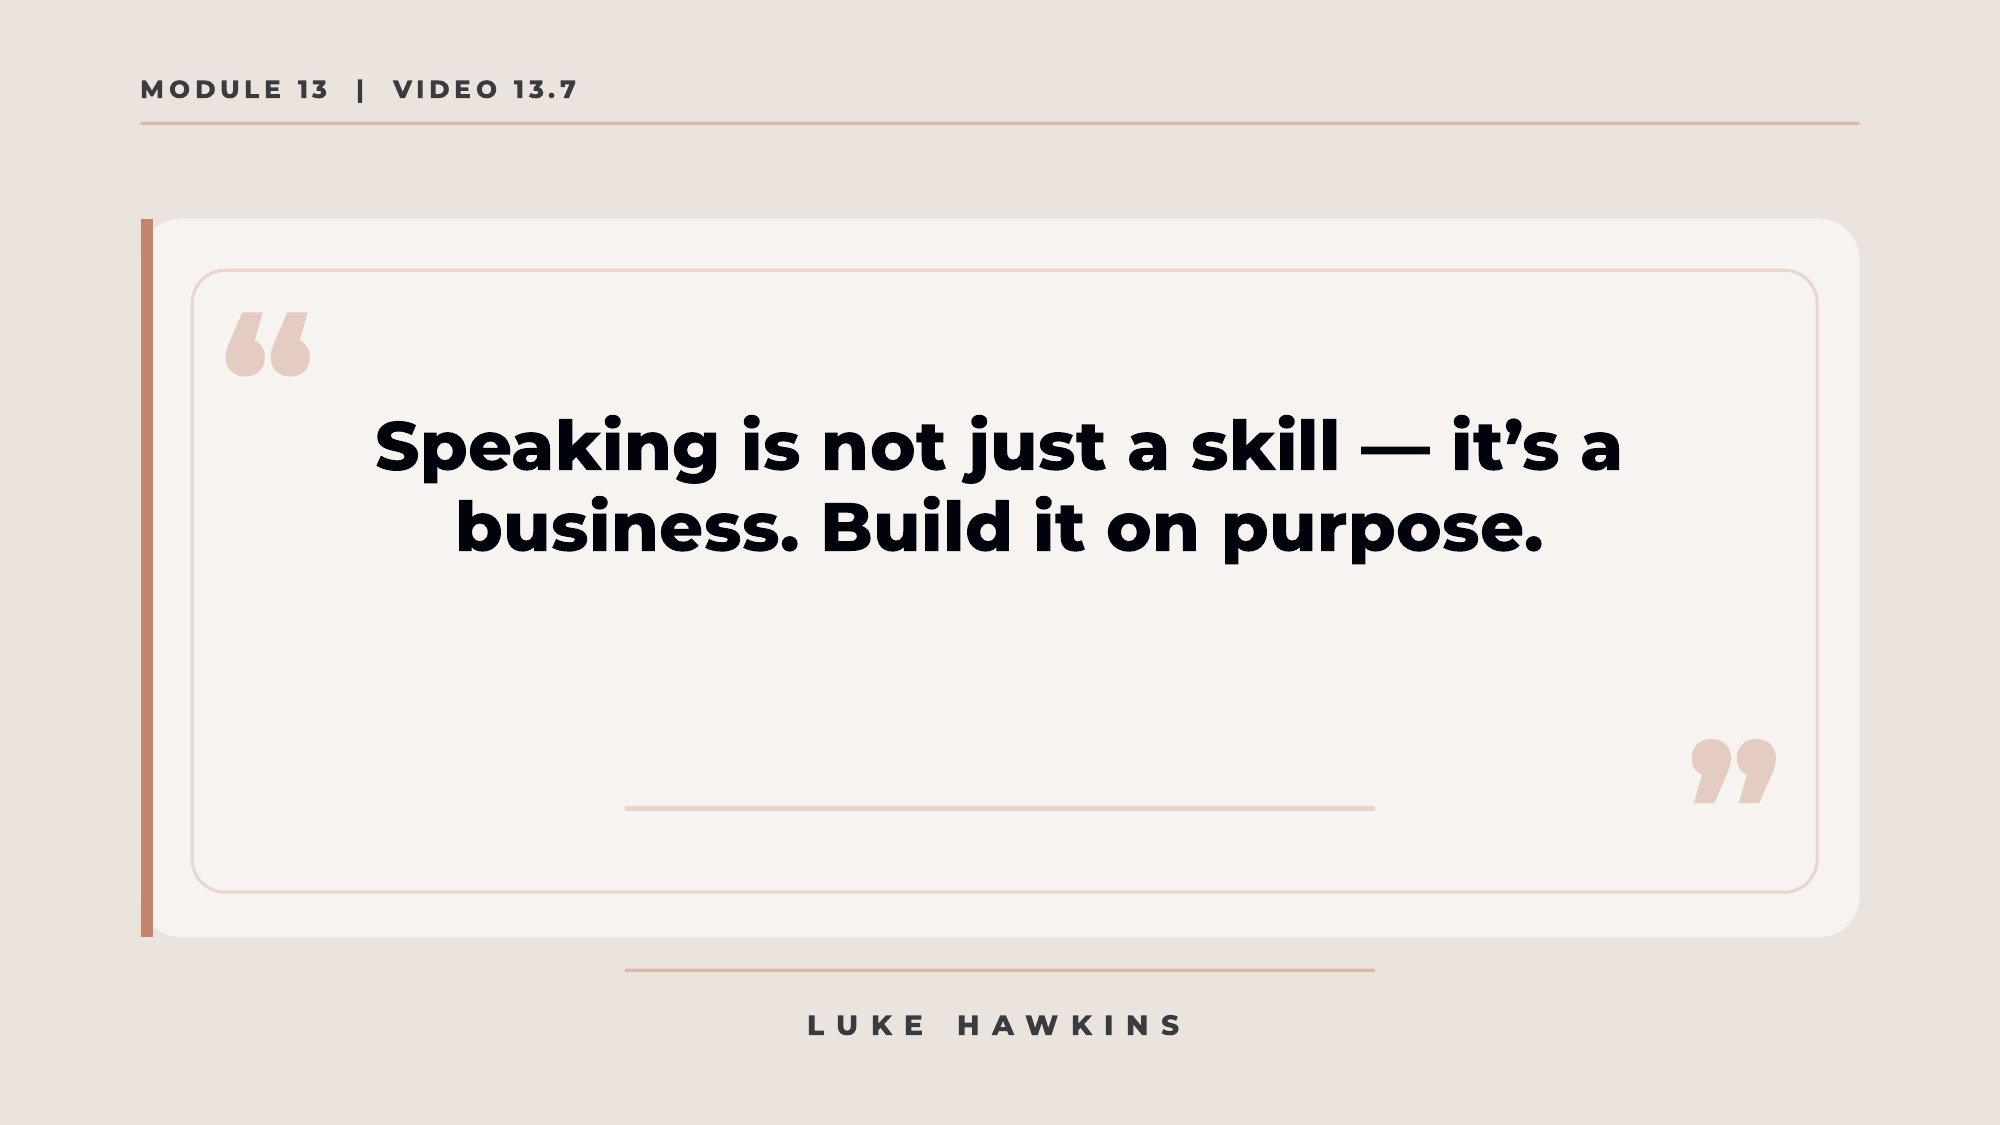 MODULE 13 | VIDEO 13.7
“
Speaking is not just a skill — it’s a
business. Build it on purpose.
”
LUKE HAWKINS